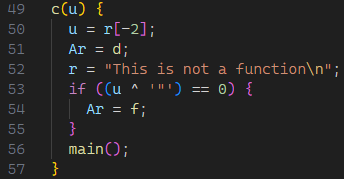 49 c(u) {
50 u = r[-2];
51 Ar = d;
52 r = "This is not a function\n";
53 if ((u ^ '"') == 0) {
54 Ar = f;
55 }
56 main();
57 }